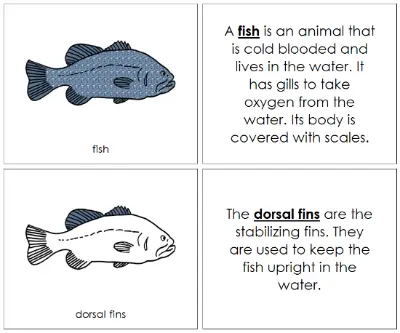 fish
A fish is an animal that
is cold blooded and
lives in the water. It
has gills to take
oxygen from the
water. Its body is
covered with scales.
dorsal fins
The dorsal fins are the
stabilizing fins. They
are used to keep the
fish upright in the
water.